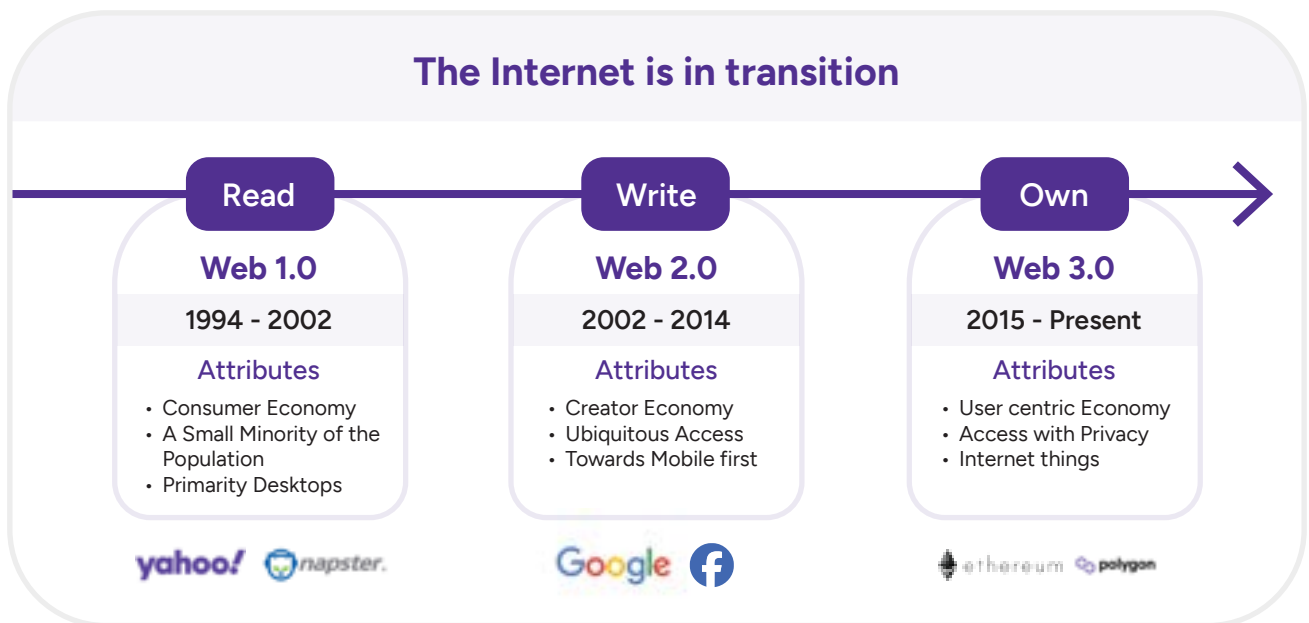 The Internet is in transition
Read
Web 1.0
1994 - 2002
Attributes
• Consumer Economy
• A Small Minority of the
Population
• Primarity Desktops
yahoo! napster.
Write
Web 2.0
2002 - 2014
Attributes
• Creator Economy
• Ubiquitous Access
• Towards Mobile first
Google f
Own
Web 3.0
2015 - Present
Attributes
• User centric Economy
• Access with Privacy
• Internet things
ethereum polygon